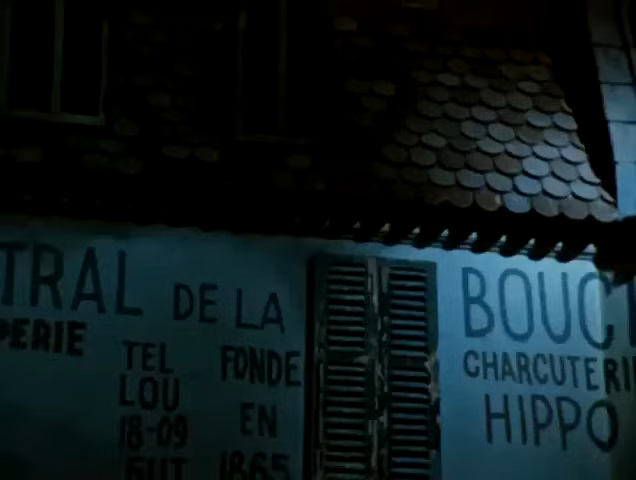 TRAL DE LA
PERIE
TEL
LOU
18-09
FONDE
EN
1865
BOUC
CHARCUTERI
HIPPO